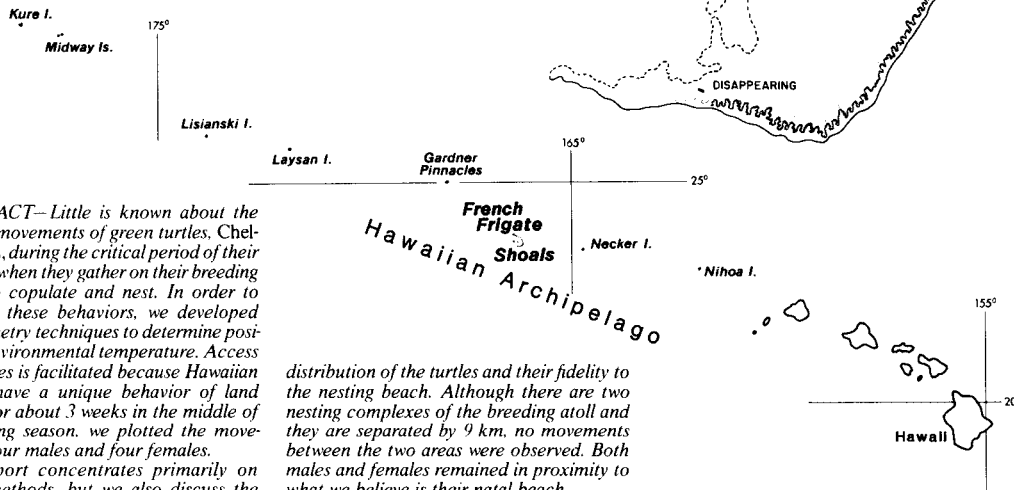 Kure I.
Midway Is.
175°
Lisianski I.
Laysan I.
Gardner
Pinnacles
165°
25°
DISAPPEARING
French
Frigate
Shoals
Necker I.
Nihoa I.
Hawaiian Archipelago
155°
20
Hawaii
ACT—Little is known about the
movements of green turtles, Chel-
, during the critical period of their
when they gather on their breeding
copulate and nest. In order to
these behaviors, we developed
etry techniques to determine posi-
vironmental temperature. Access
es is facilitated because Hawaiian
have a unique behavior of land
or about 3 weeks in the middle of
ng season. we plotted the move-
our males and four females.
port concentrates primarily on
ethods, but we also discuss the
distribution of the turtles and their fidelity to
the nesting beach. Although there are two
nesting complexes of the breeding atoll and
they are separated by 9 km, no movements
between the two areas were observed. Both
males and females remained in proximity to
what we believe is their natal beach